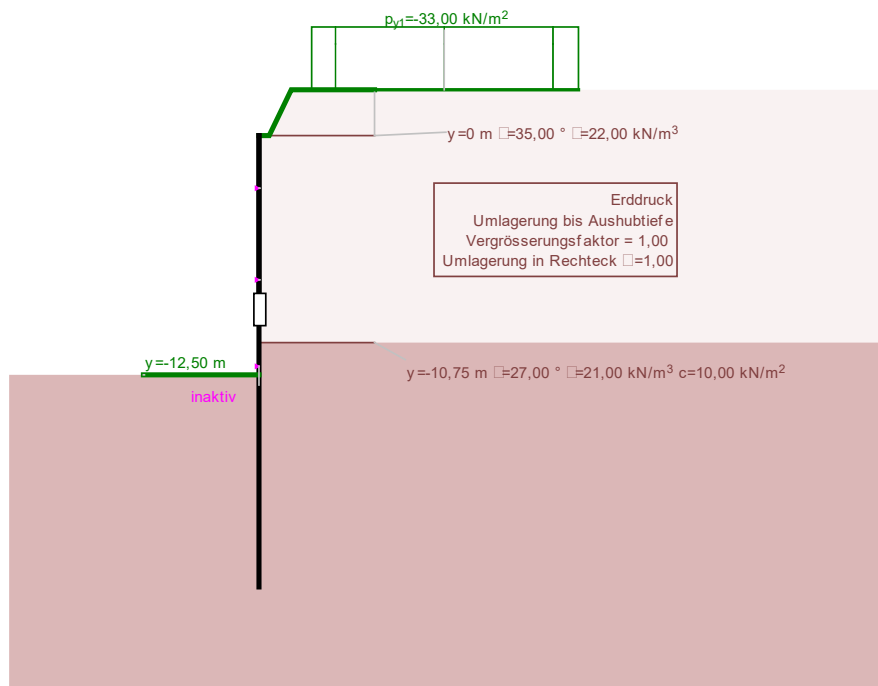 p_y1=-33,00 kN/m²
y=0 m □=35,00 ° □=22,00 kN/m³
Erddruck
Umlagerung bis Aushubtiefe
Vergrösserungsfaktor = 1,00
Umlagerung in Rechteck □=1,00
y=-12,50 m
y=-10,75 m □=27,00 ° □=21,00 kN/m³ c=10,00 kN/m²
inaktiv